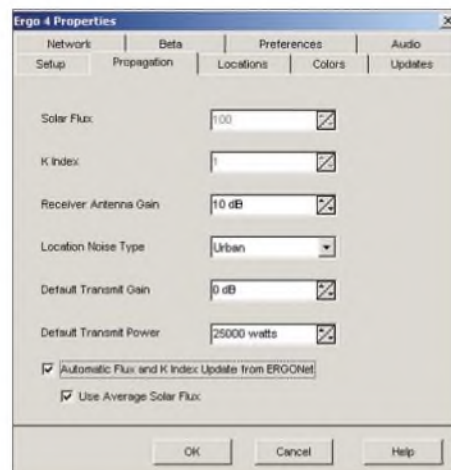 Ergo 4 Properties
Network Beta Preferences Audio
Setup Propagation Locations Colors Updates
Solar Flux 100
K Index 1
Receiver Antenna Gain 10 dB
Location Noise Type Urban
Default Transmit Gain 0 dB
Default Transmit Power 25000 watts
Automatic Flux and K Index Update from ERGONet
Use Average Solar Flux
OK Cancel Help